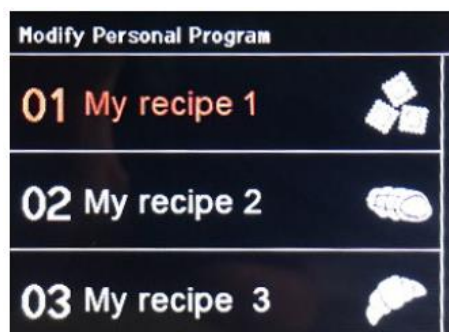 Modify Personal Program
01 My recipe 1
02 My recipe 2
03 My recipe 3